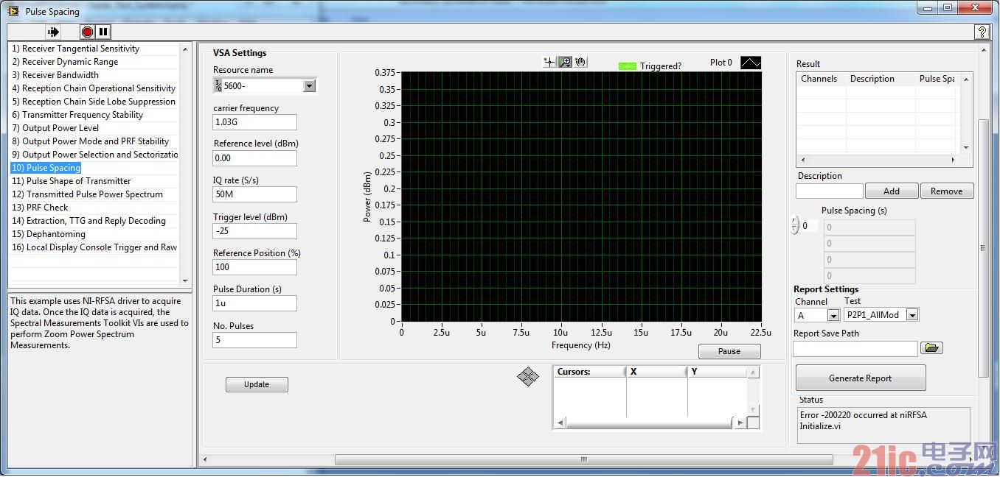 Pulse Spacing
1) Receiver Tangential Sensitivity
2) Receiver Dynamic Range
3) Receiver Bandwidth
4) Reception Chain Operational Sensitivity
5) Reception Chain Side Lobe Suppression
6) Transmitter Frequency Stability
7) Output Power Level
8) Output Power Mode and PRF Stability
9) Output Power Selection and Sectorizatio
10) Pulse Spacing
11) Pulse Shape of Transmitter
12) Transmitted Pulse Power Spectrum
13) PRF Check
14) Extraction, TTG and Reply Decoding
15) Dephantoming
16) Local Display Console Trigger and Raw
This example uses NI-RFSA driver to acquire
IQ data. Once the IQ data is acquired, the
Spectral Measurements Toolkit VIs are used to
perform Zoom Power Spectrum
Measurements.
VSA Settings
Resource name
5600-
carrier frequency
1.03G
Reference level (dBm)
0.00
IQ rate (S/s)
50M
Trigger level (dBm)
-25
Reference Position (%)
100
Pulse Duration (s)
1u
No. Pulses
5
Update
Triggered?
Plot 0
Power (dBm)
0.375
0.35
0.325
0.3
0.275
0.25
0.225
0.2
0.175
0.15
0.125
0.1
0.075
0.05
0.025
0
0 2.5u 5u 7.5u 10u 12.5u 15u 17.5u 20u 22.5u
Frequency (Hz)
Pause
Cursors: X Y
Result
Channels Description Pulse Spa
Description
Add Remove
Pulse Spacing (s)
0
0
0
0
0
Report Settings
Channel Test
A P2P1_AllMod
Report Save Path
Generate Report
Status
Error -200220 occurred at niRFSA
Initialize.vi
21ic电子网
.com